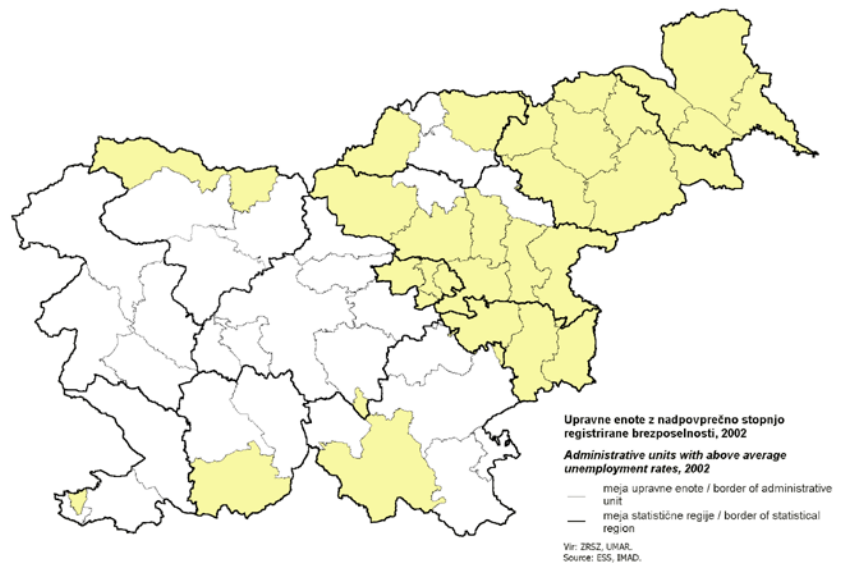 Upravne enote z nadpovprečno stopnjo
registrirane brezposelnosti, 2002
Administrative units with above average
unemployment rates, 2002
meja upravne enote / border of administrative
unit
meja statistične regije / border of statistical
region
Vir: ZRSZ, UMAR.
Source: ESS, IMAD.